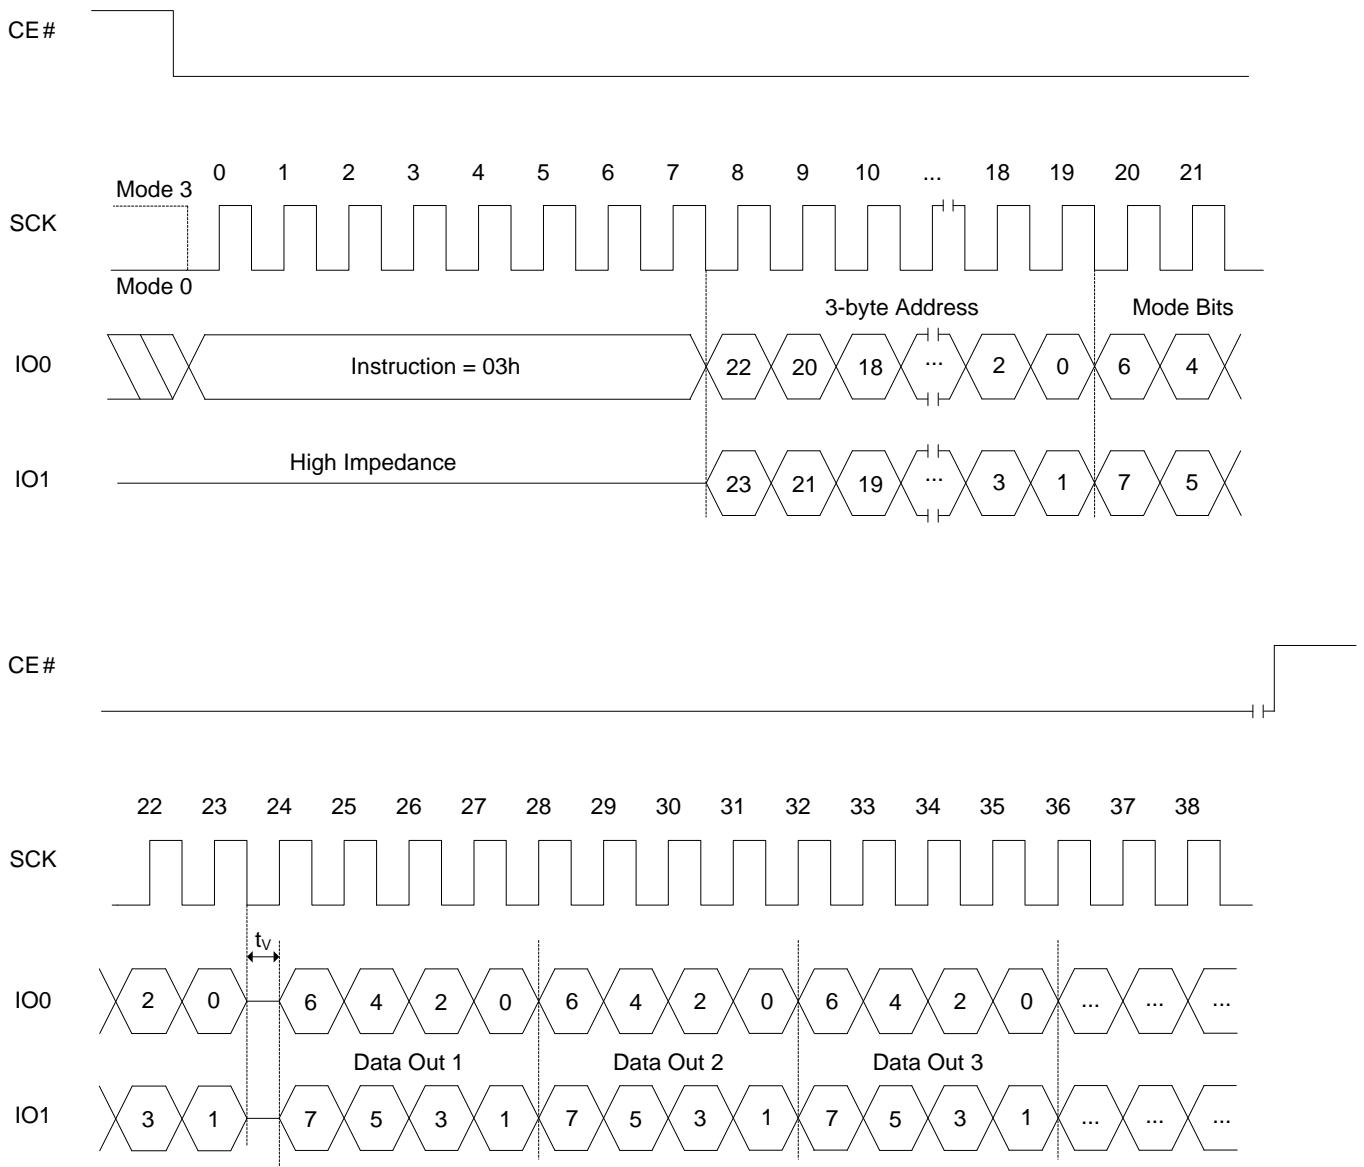 CE#
0 1 2 3 4 5 6 7 8 9 10 ... 18 19 20 21
Mode 3
SCK
Mode 0
3-byte Address Mode Bits
IO0 Instruction = 03h 22 20 18 ... 2 0 6 4
High Impedance
IO1 23 21 19 ... 3 1 7 5
CE#
22 23 24 25 26 27 28 29 30 31 32 33 34 35 36 37 38
SCK
tV
IO0 2 0 6 4 2 0 6 4 2 0 6 4 2 0 ... ... ...
Data Out 1 Data Out 2 Data Out 3
IO1 3 1 7 5 3 1 7 5 3 1 7 5 3 1 ... ... ...